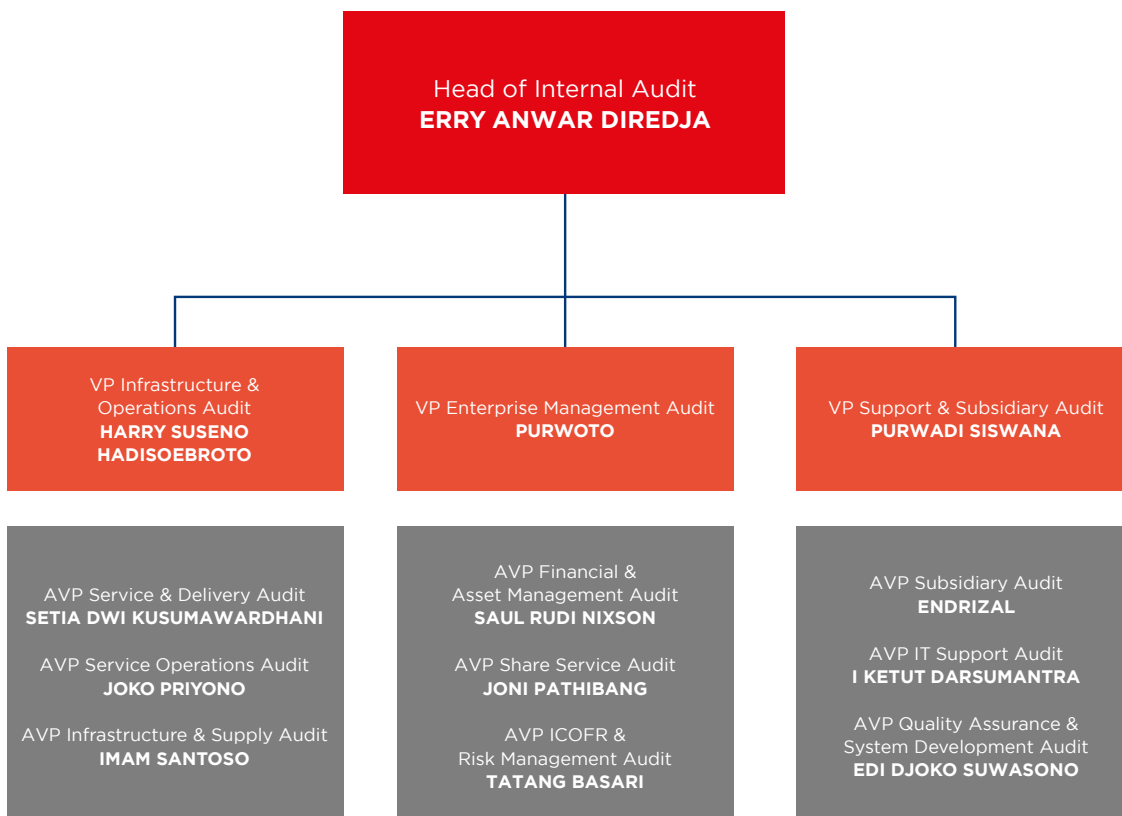 Head of Internal Audit
ERRY ANWAR DIREDJA
VP Infrastructure &
Operations Audit
HARRY SUSENO
HADISOEBROTO
VP Enterprise Management Audit
PURWOTO
VP Support & Subsidiary Audit
PURWADI SISWANA
AVP Service & Delivery Audit
SETIA DWI KUSUMAWARDHANI
AVP Service Operations Audit
JOKO PRIYONO
AVP Infrastructure & Supply Audit
IMAM SANTOSO
AVP Financial &
Asset Management Audit
SAUL RUDI NIXSON
AVP Share Service Audit
JONI PATHIBANG
AVP ICOFR &
Risk Management Audit
TATANG BASARI
AVP Subsidiary Audit
ENDRIZAL
AVP IT Support Audit
I KETUT DARSUMANTRA
AVP Quality Assurance &
System Development Audit
EDI DJOKO SUWASONO